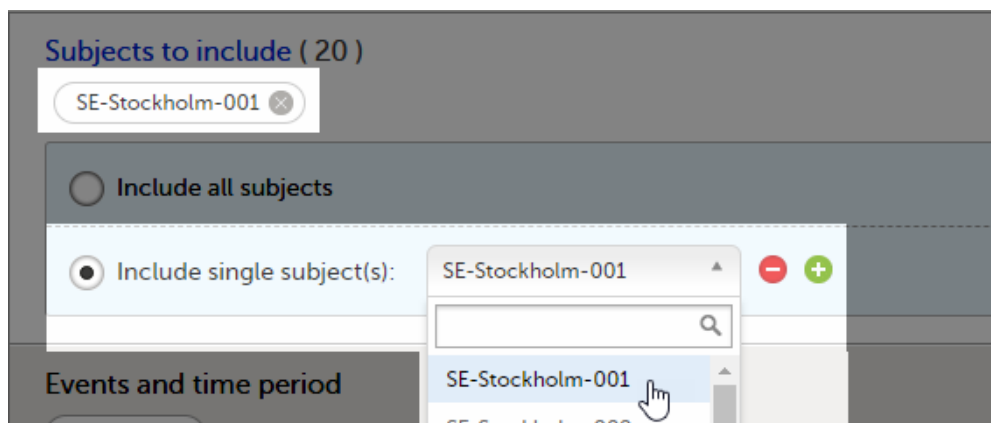 Subjects to include ( 20 )
SE-Stockholm-001
Include all subjects
Include single subject(s): SE-Stockholm-001
SE-Stockholm-001
Events and time period